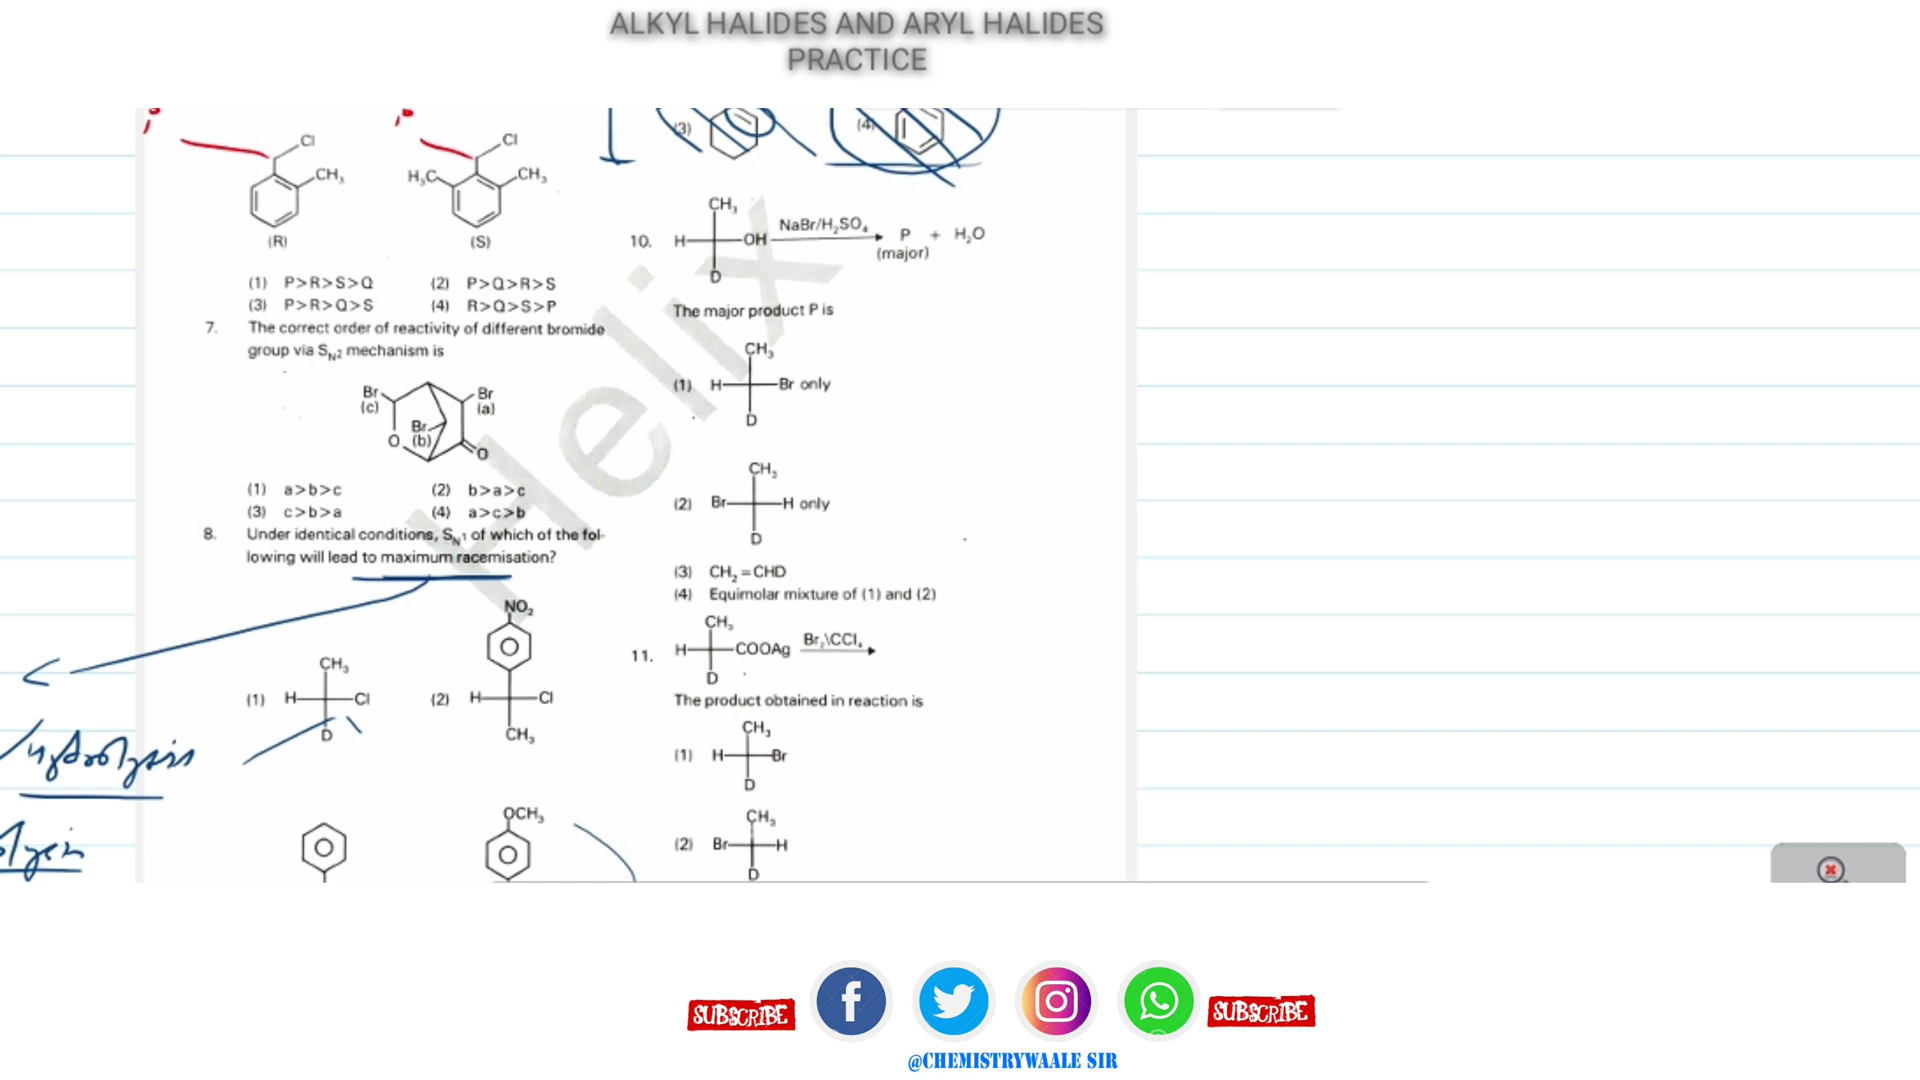 ALKYL HALIDES AND ARYL HALIDES
PRACTICE
Cl
CH₃
(R)
Cl
H₃C
CH₃
(S)
(1) P>R>S>Q (2) P>Q>R>S
(3) P>R>Q>S (4) R>Q>S>P
7. The correct order of reactivity of different bromide
group via SN2 mechanism is
Br
(c)
Br
(a)
Br
O (b)
O
(1) a>b>c (2) b>a>c
(3) c>b>a (4) a>c>b
8. Under identical conditions, SN1 of which of the fol-
lowing will lead to maximum racemisation?
CH₃
(1) H Cl
D
NO₂
(2) H Cl
CH₃
Hydrolysis
OCH₃
(3)
(4)
CH₃
10. H OH NaBr/H₂SO₄ P + H₂O
(major)
D
The major product P is
CH₃
(1) H Br only
D
CH₃
(2) Br H only
D
(3) CH₂=CHD
(4) Equimolar mixture of (1) and (2)
CH₃
11. H COOAg Br₂\CCl₄
D
The product obtained in reaction is
CH₃
(1) H Br
D
CH₃
(2) Br H
D
Helix
SUBSCRIBE
SUBSCRIBE
@CHEMISTRYWAALE SIR